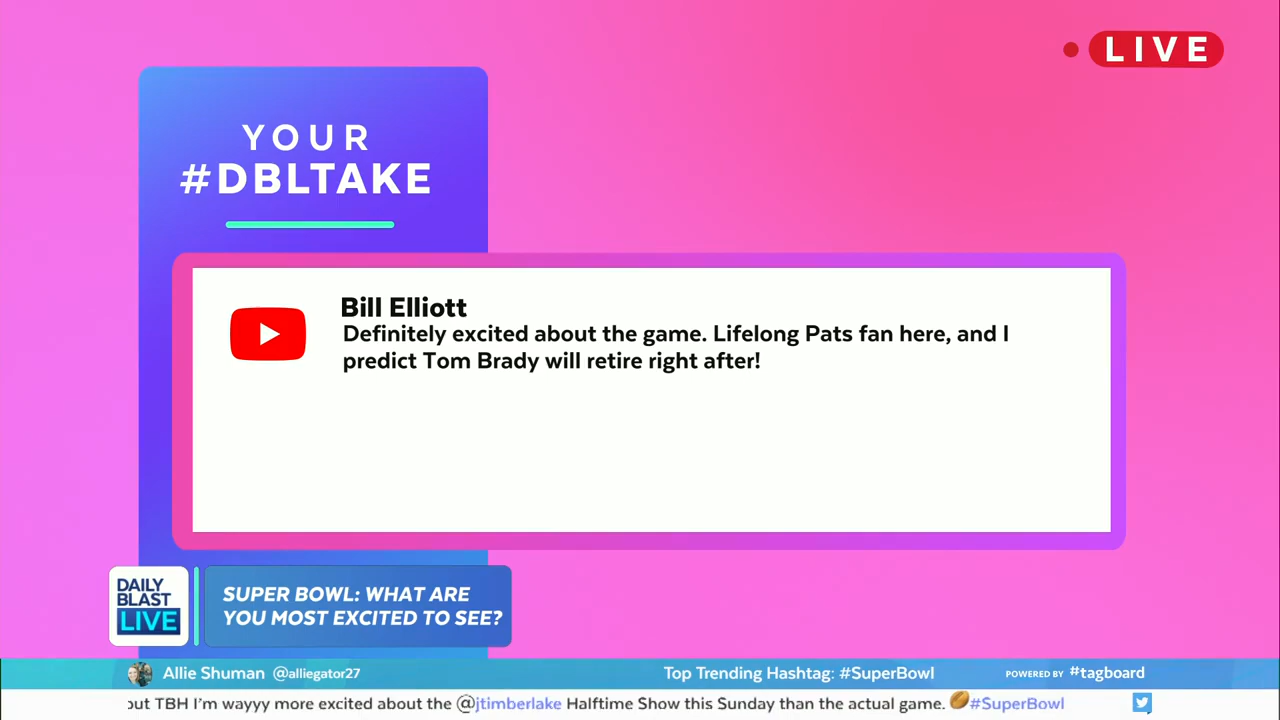 LIVE
YOUR
#DBLTAKE
Bill Elliott
Definitely excited about the game. Lifelong Pats fan here, and I
predict Tom Brady will retire right after!
DAILY
BLAST
LIVE
SUPER BOWL: WHAT ARE
YOU MOST EXCITED TO SEE?
Allie Shuman @alliegator27
Top Trending Hashtag: #SuperBowl
POWERED BY #tagboard
TBH I'm wayyy more excited about the @jtimberlake Halftime Show this Sunday than the actual game. 🏈#SuperBowl